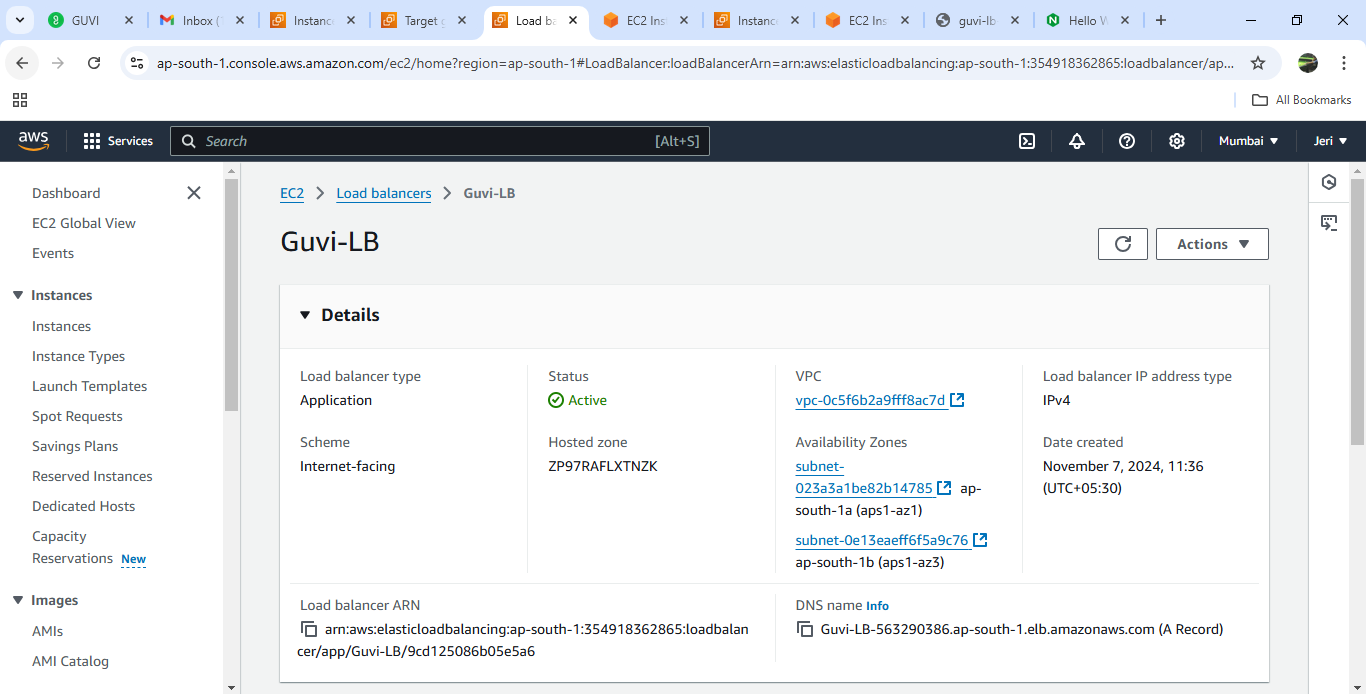 GUVI
Inbox (
Instanc
Target g
Load ba
EC2 Ins
Instanc
EC2 Ins
guvi-lb-
Hello W
ap-south-1.console.aws.amazon.com/ec2/home?region=ap-south-1#LoadBalancer:loadBalancerArn=arn:aws:elasticloadbalancing:ap-south-1:354918362865:loadbalancer/ap...
All Bookmarks
aws
Services
Search
[Alt+S]
Mumbai
Jeri
Dashboard
EC2 Global View
Events
Instances
Instances
Instance Types
Launch Templates
Spot Requests
Savings Plans
Reserved Instances
Dedicated Hosts
Capacity
Reservations New
Images
AMIs
AMI Catalog
EC2 > Load balancers > Guvi-LB
Guvi-LB
Actions
Details
Load balancer type
Application
Status
Active
VPC
vpc-0c5f6b2a9fff8ac7d
Load balancer IP address type
IPv4
Scheme
Internet-facing
Hosted zone
ZP97RAFLXTNZK
Availability Zones
subnet-
023a3a1be82b14785 ap-
south-1a (aps1-az1)
subnet-0e13eaeff6f5a9c76
ap-south-1b (aps1-az3)
Date created
November 7, 2024, 11:36
(UTC+05:30)
Load balancer ARN
arn:aws:elasticloadbalancing:ap-south-1:354918362865:loadbalan
cer/app/Guvi-LB/9cd125086b05e5a6
DNS name Info
Guvi-LB-563290386.ap-south-1.elb.amazonaws.com (A Record)